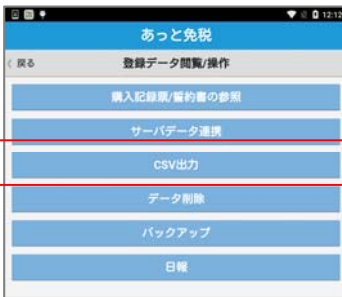 12:12
あっと免税
〈 戻る
登録データ閲覧/操作
購入記録票/誓約書の参照
サーバデータ連携
CSV出力
データ削除
バックアップ
日報